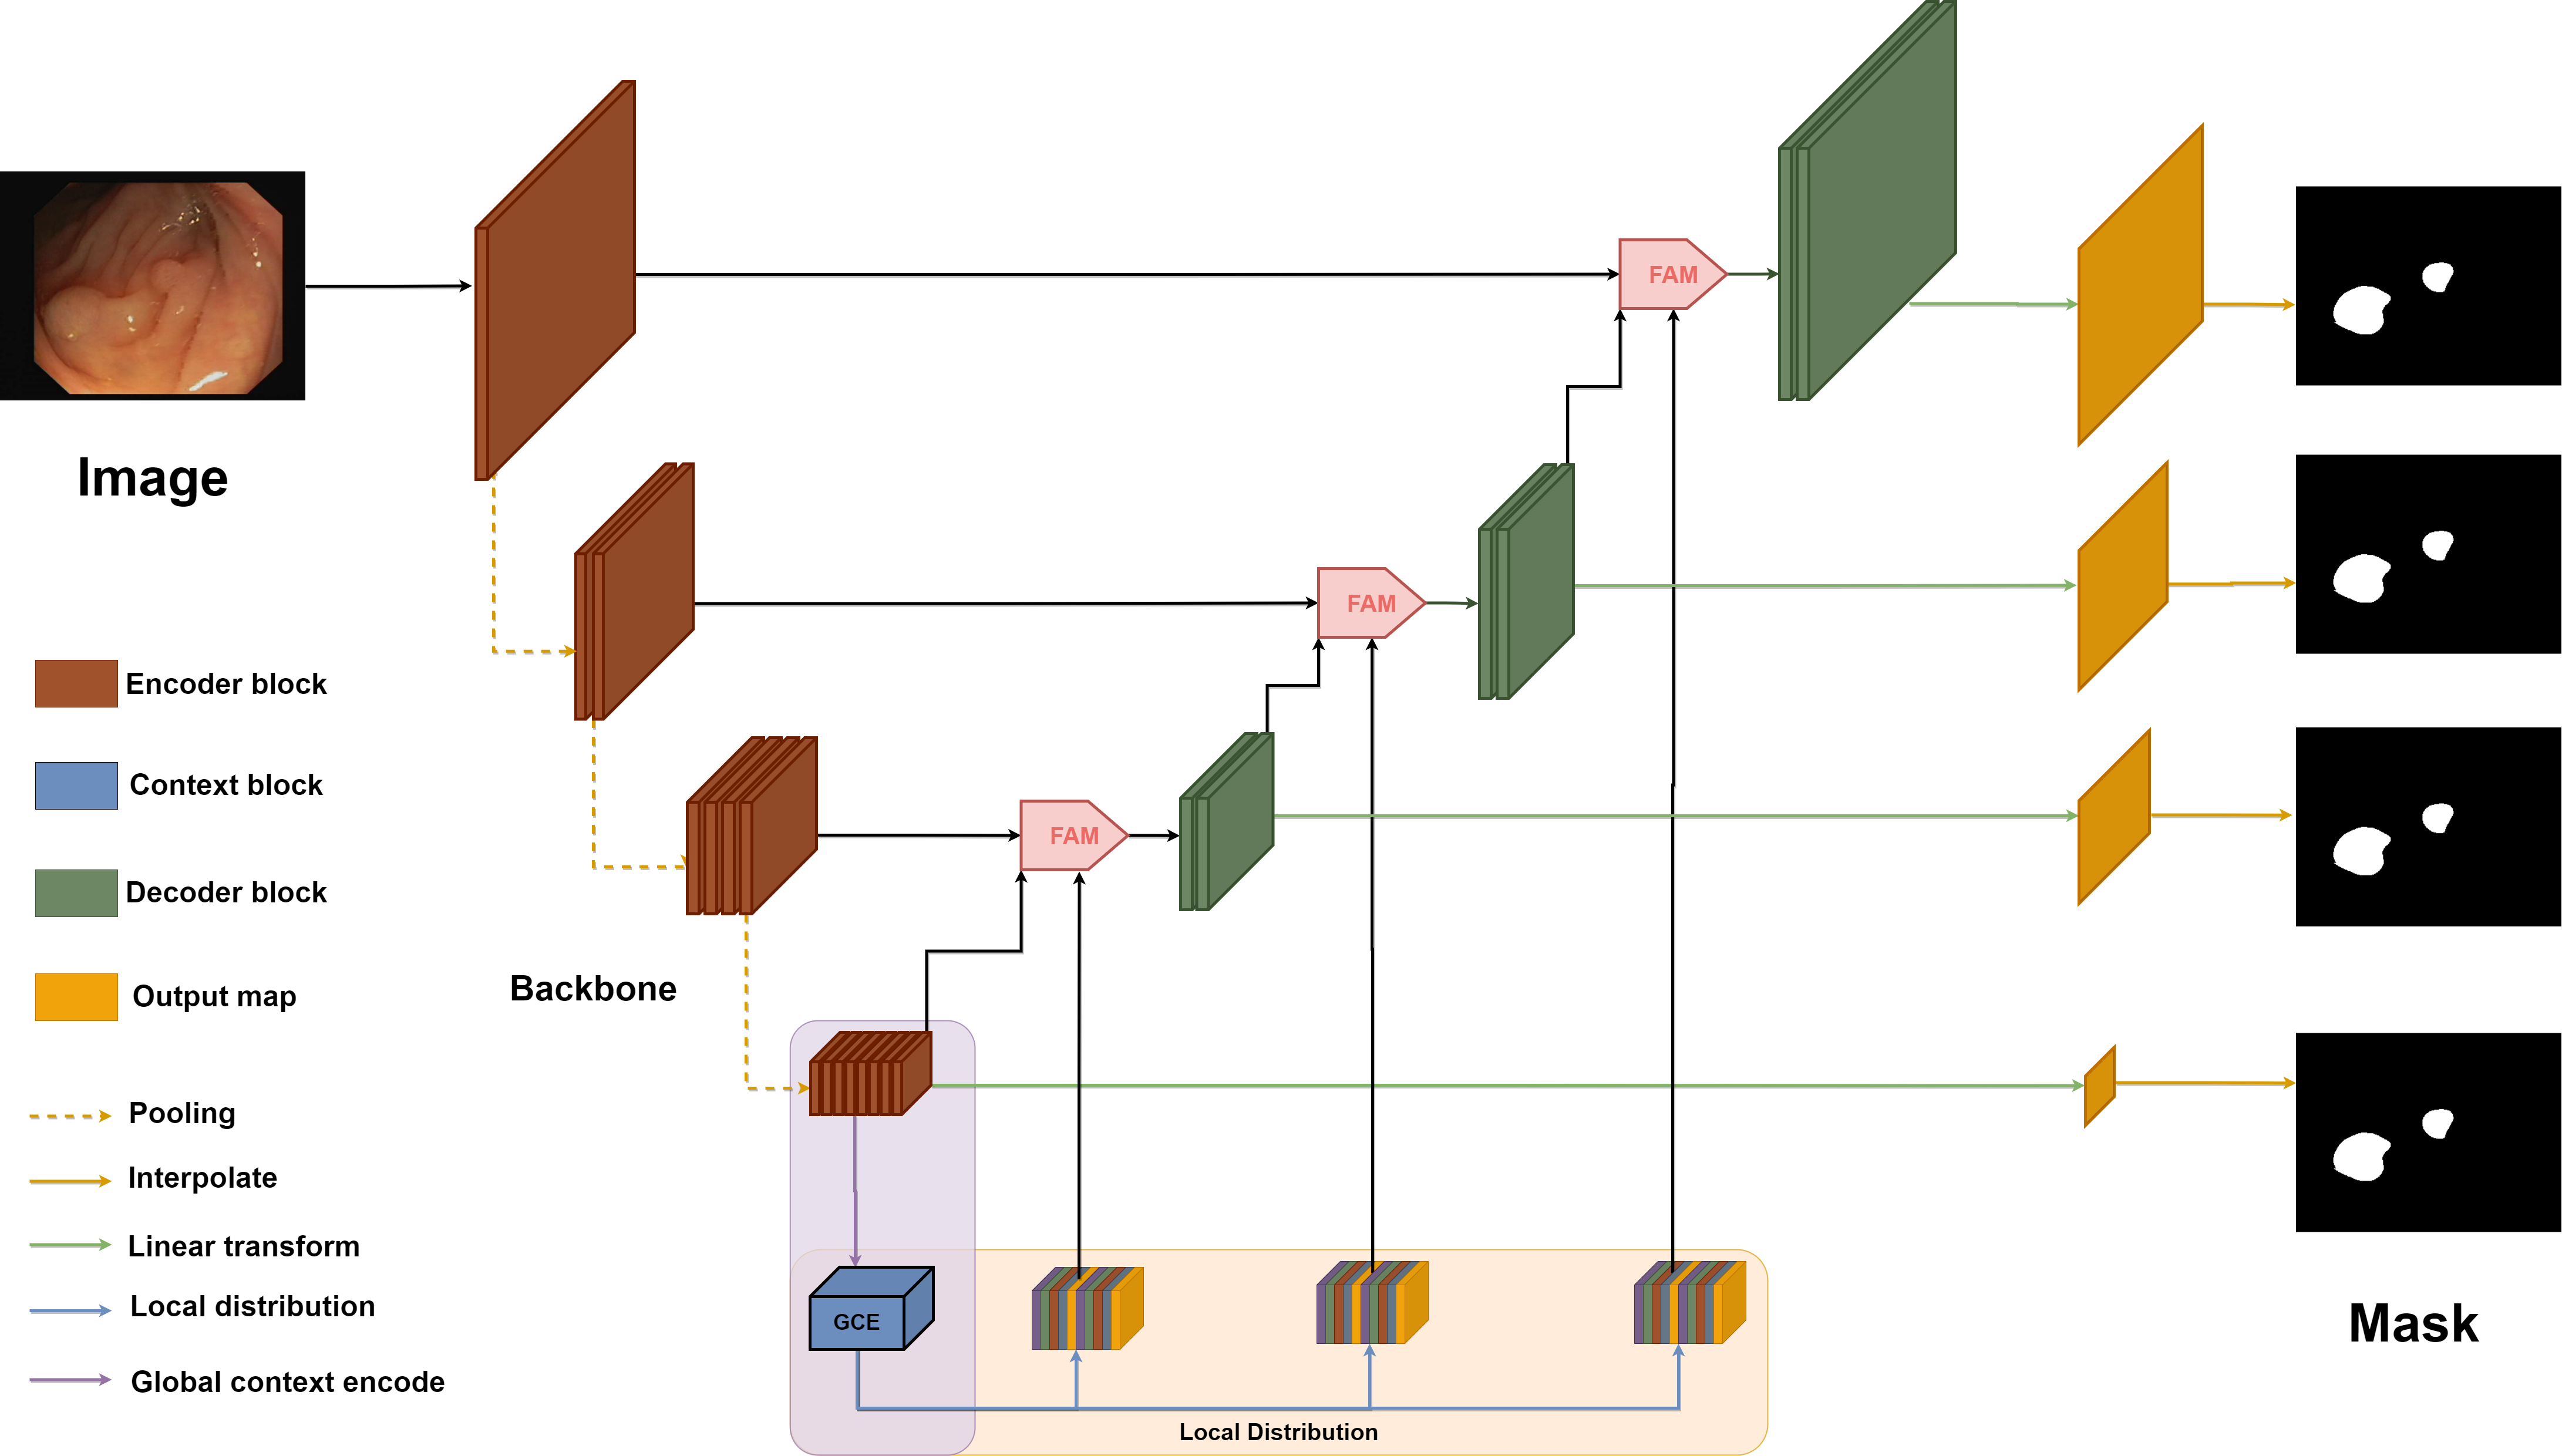 FAM
Image
FAM
Encoder block
Context block
FAM
Decoder block
Output map
Backbone
Pooling
Interpolate
Linear transform
Local distribution
GCE
Mask
Global context encode
Local Distribution